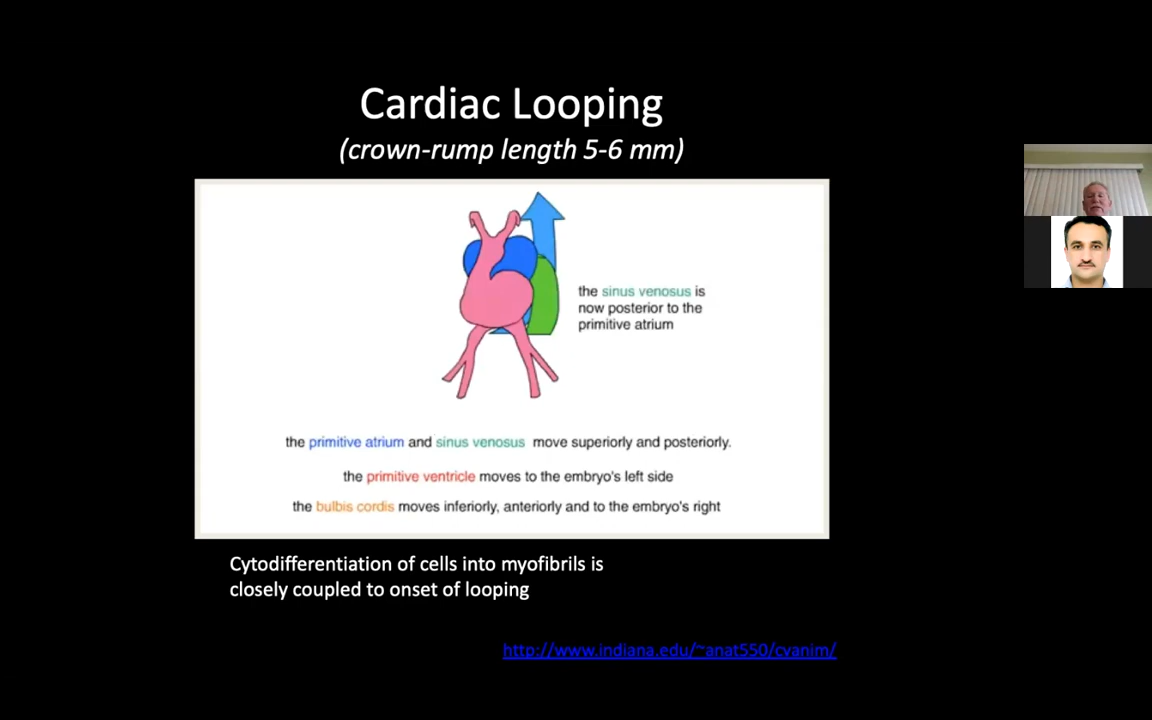 Cardiac Looping
(crown-rump length 5-6 mm)
the sinus venosus is
now posterior to the
primitive atrium
the primitive atrium and sinus venosus move superiorly and posteriorly.
the primitive ventricle moves to the embryo's left side
the bulbis cordis moves inferiorly, anteriorly and to the embryo's right
Cytodifferentiation of cells into myofibrils is
closely coupled to onset of looping
http://www.indiana.edu/~anat550/cvanim/